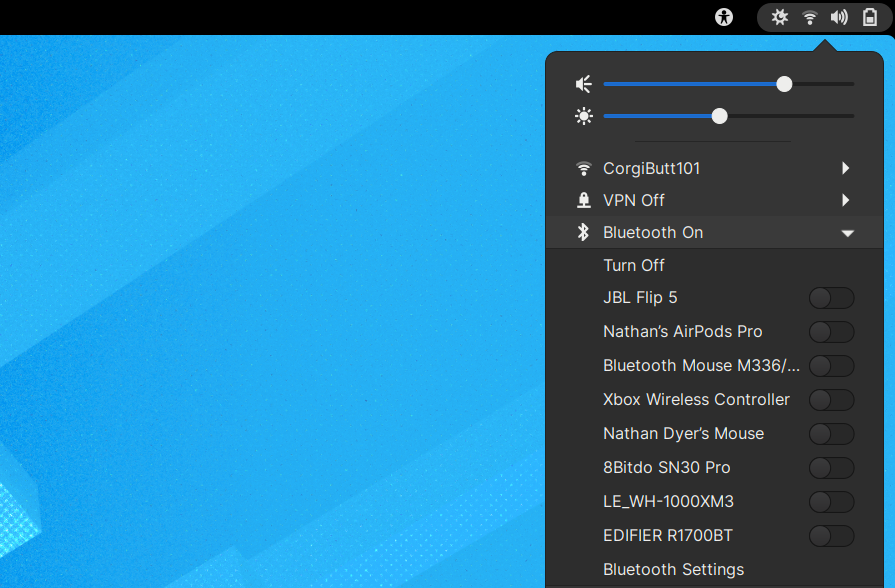 CorgiButt101
VPN Off
Bluetooth On
Turn Off
JBL Flip 5
Nathan’s AirPods Pro
Bluetooth Mouse M336/…
Xbox Wireless Controller
Nathan Dyer’s Mouse
8Bitdo SN30 Pro
LE_WH-1000XM3
EDIFIER R1700BT
Bluetooth Settings